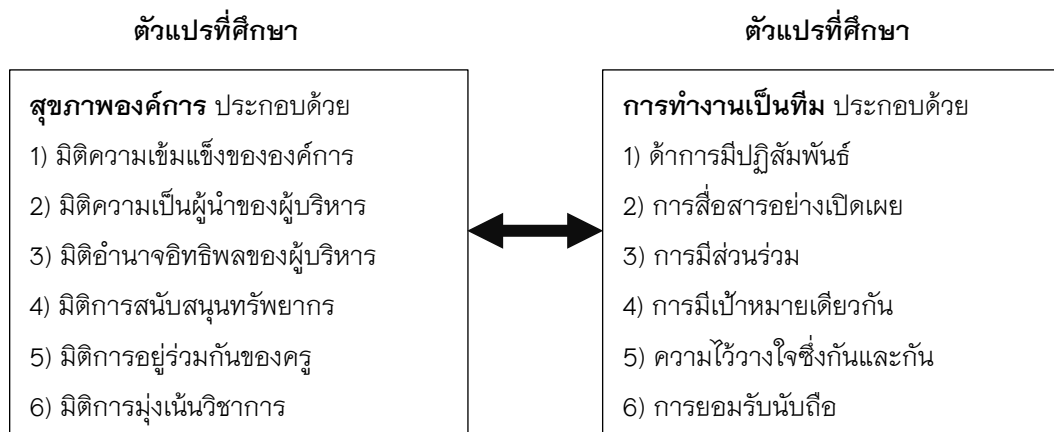 ตัวแปรที่ศึกษา
สุขภาพองค์การ ประกอบด้วย
1) มิติความเข้มแข็งขององค์การ
2) มิติความเป็นผู้นำของผู้บริหาร
3) มิติอำนาจอิทธิพลของผู้บริหาร
4) มิติการสนับสนุนทรัพยากร
5) มิติการอยู่ร่วมกันของครู
6) มิติการมุ่งเน้นวิชาการ
ตัวแปรที่ศึกษา
การทำงานเป็นทีม ประกอบด้วย
1) ด้าการมีปฏิสัมพันธ์
2) การสื่อสารอย่างเปิดเผย
3) การมีส่วนร่วม
4) การมีเป้าหมายเดียวกัน
5) ความไว้วางใจซึ่งกันและกัน
6) การยอมรับนับถือ